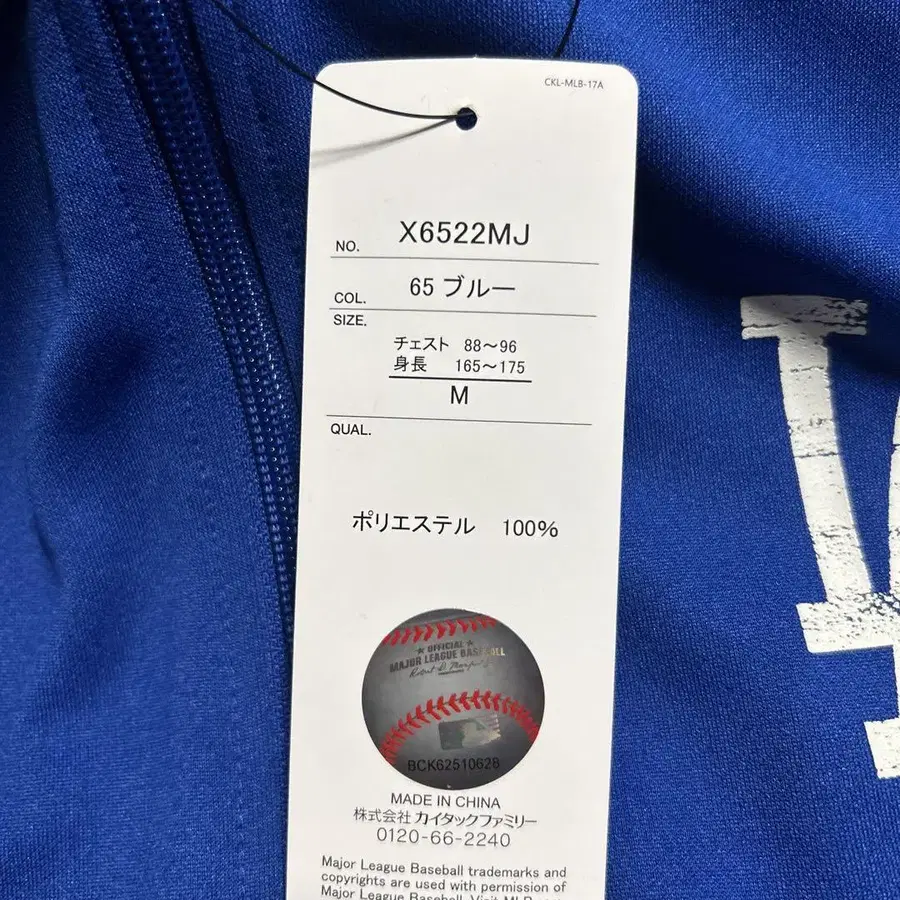 CKL-MLB-17A
NO. X6522MJ
COL. 65 ブルー
SIZE.
チェスト 88～96
身長 165～175
M
QUAL.
ポリエステル 100%
OFFICIAL
MAJOR LEAGUE BASEBALL
BCK62510628
MADE IN CHINA
株式会社 カイタックファミリー
0120-66-2240
Major League Baseball trademarks and
copyrights are used with permission of
Major League Baseball. Visit MLB